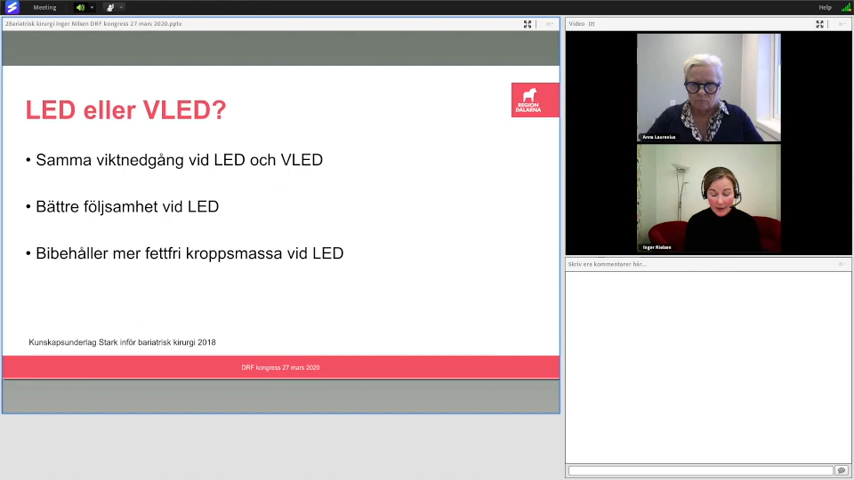 Meeting
Help
28ariatrisk kirurgi Inger Nilsen DRF kongress 27 mars 2020.pptx
LED eller VLED?
REGION
DALARNA
• Samma viktnedgång vid LED och VLED
• Bättre följsamhet vid LED
• Bibehåller mer fettfri kroppsmassa vid LED
Kunskapsunderlag Stark inför bariatrisk kirurgi 2018
DRF kongress 27 mars 2020
Video
Anna Laurenius
Inger Nielsen
Skriv era kommentarer här...